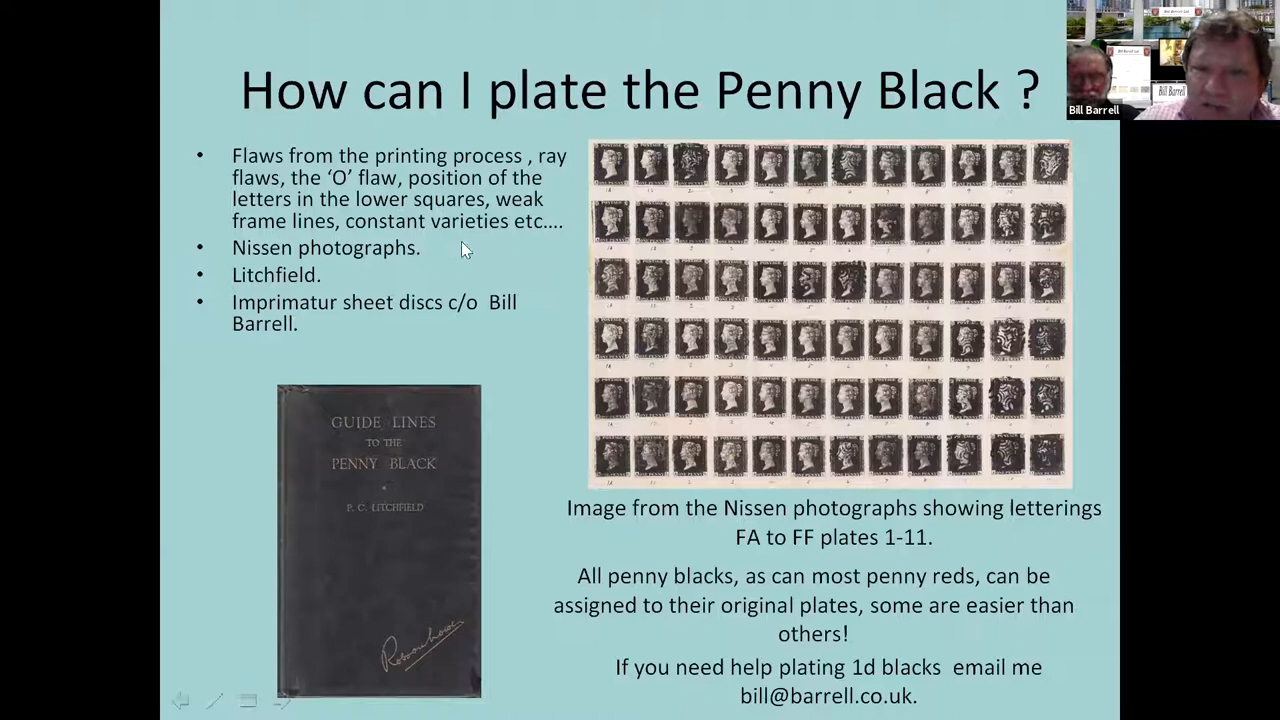 How can I plate the Penny Black ?
Bill Barrell
• Flaws from the printing process , ray
flaws, the ‘O’ flaw, position of the
letters in the lower squares, weak
frame lines, constant varieties etc....
• Nissen photographs.
• Litchfield.
• Imprimatur sheet discs c/o Bill
Barrell.
GUIDE LINES
TO THE
PENNY BLACK
P. C. LITCHFIELD
Robson Lowe
Image from the Nissen photographs showing letterings
FA to FF plates 1-11.
All penny blacks, as can most penny reds, can be
assigned to their original plates, some are easier than
others!
If you need help plating 1d blacks email me
bill@barrell.co.uk.